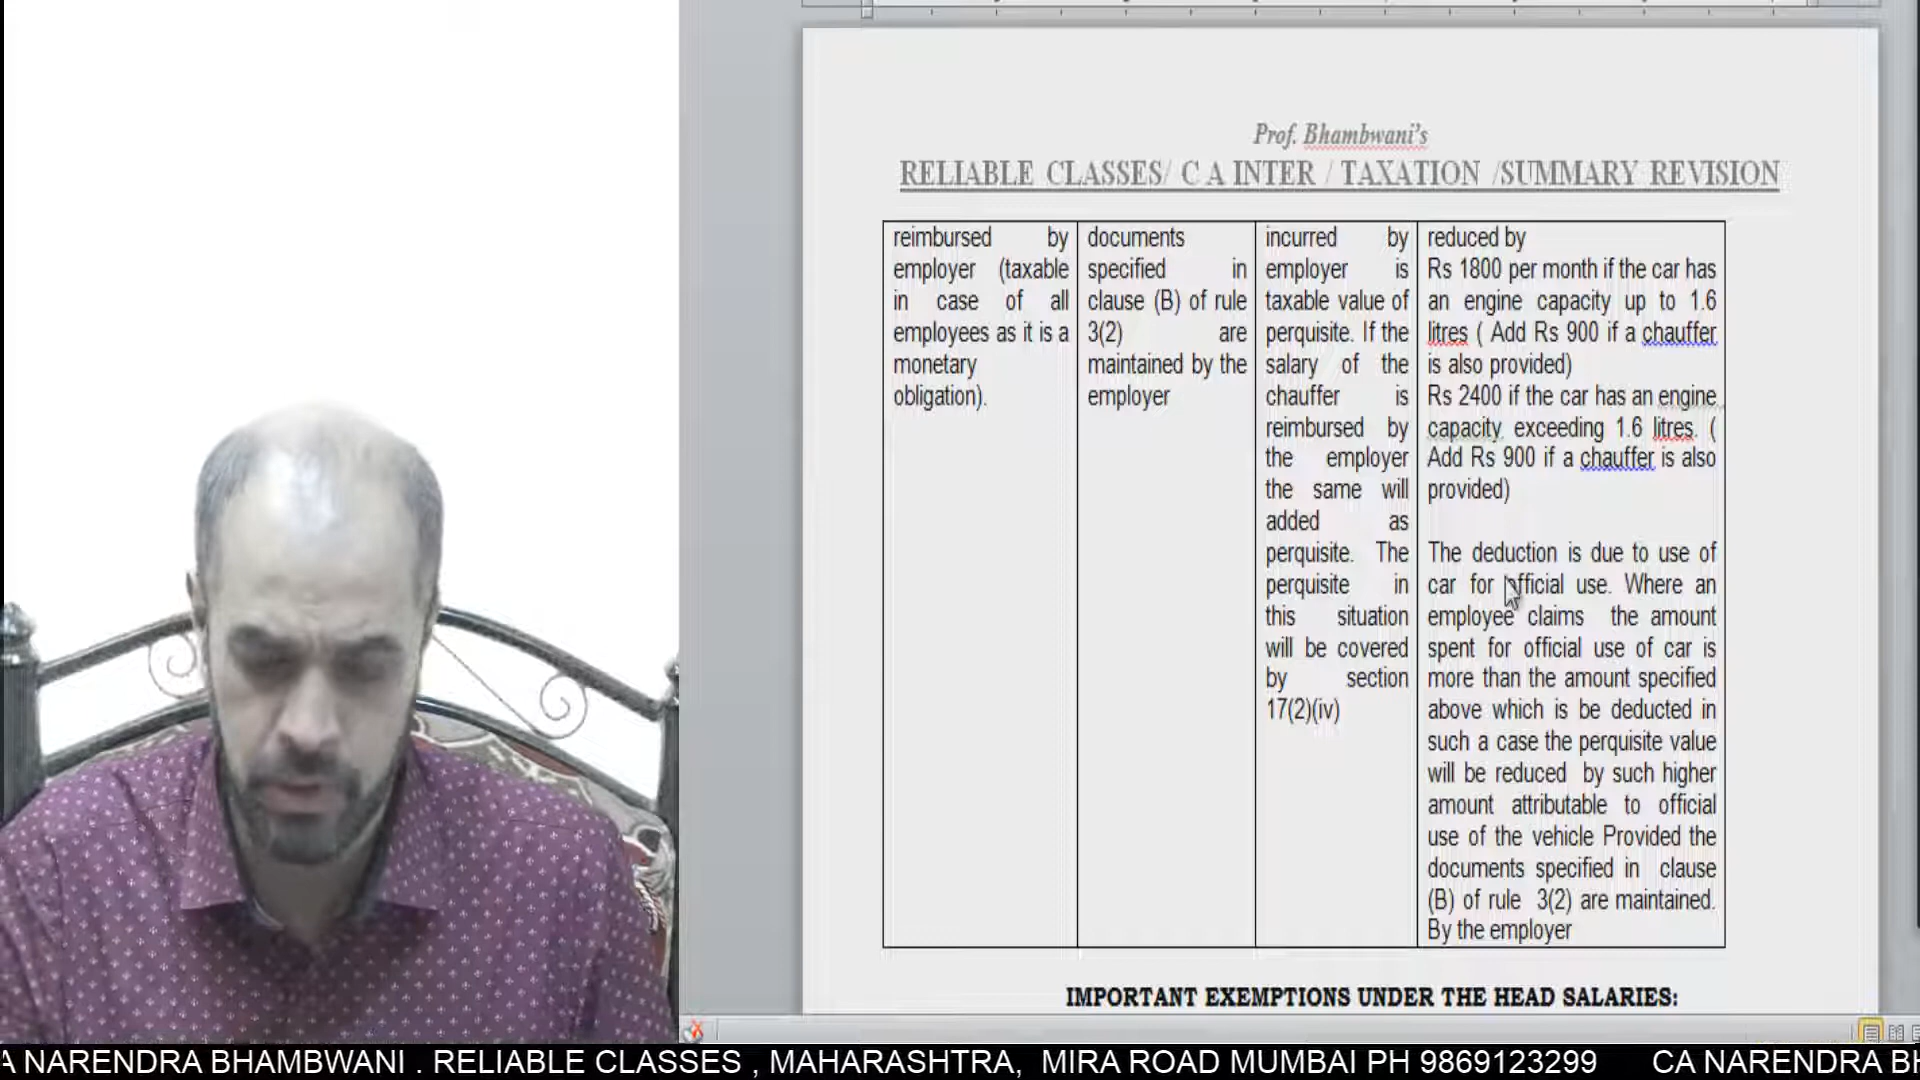 Prof. Bhambwani's
RELIABLE CLASSES/ C A INTER / TAXATION /SUMMARY REVISION
reimbursed by
employer (taxable
in case of all
employees as it is a
monetary
obligation).
documents
specified in
clause (B) of rule
3(2) are
maintained by the
employer
incurred by
employer is
taxable value of
perquisite. If the
salary of the
chauffer is
reimbursed by
the employer
the same will
added as
perquisite. The
perquisite in
this situation
will be covered
by section
17(2)(iv)
reduced by
Rs 1800 per month if the car has
an engine capacity up to 1.6
litres ( Add Rs 900 if a chauffer
is also provided)
Rs 2400 if the car has an engine
capacity exceeding 1.6 litres. (
Add Rs 900 if a chauffer is also
provided)
The deduction is due to use of
car for official use. Where an
employee claims the amount
spent for official use of car is
more than the amount specified
above which is be deducted in
such a case the perquisite value
will be reduced by such higher
amount attributable to official
use of the vehicle Provided the
documents specified in clause
(B) of rule 3(2) are maintained.
By the employer
IMPORTANT EXEMPTIONS UNDER THE HEAD SALARIES:
A NARENDRA BHAMBWANI . RELIABLE CLASSES , MAHARASHTRA, MIRA ROAD MUMBAI PH 9869123299 CA NARENDRA BH